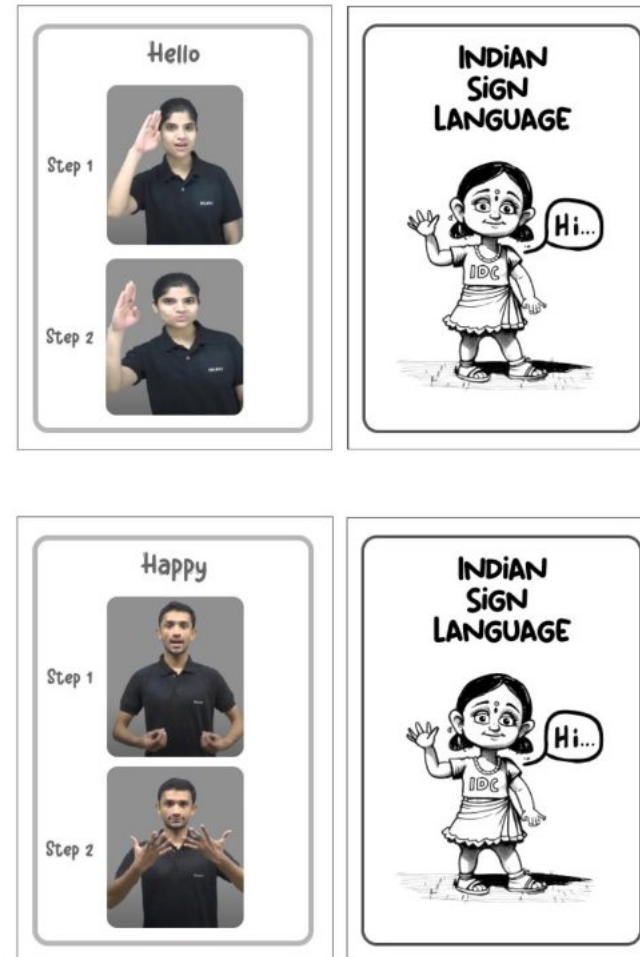 Hello
Step 1
Step 2
INDiAN
SiGN
LANGUAGE
Hi...
IDC
Happy
Step 1
Step 2
INDiAN
SiGN
LANGUAGE
Hi...
IDC